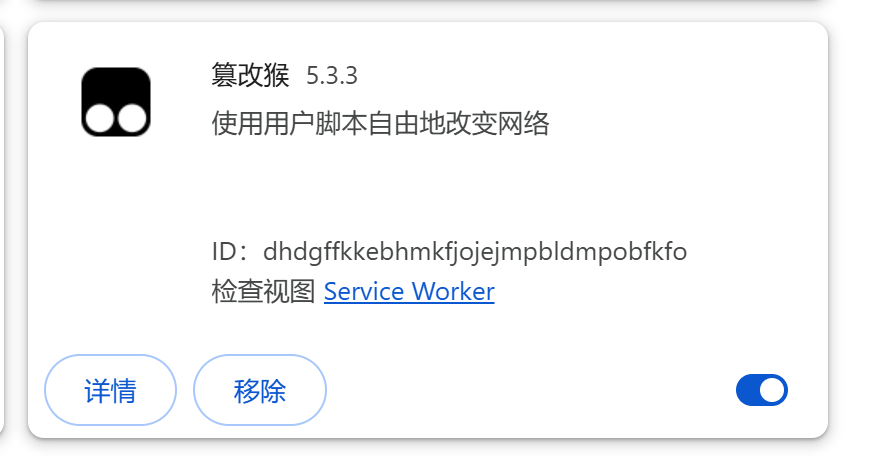 篡改猴 5.3.3
使用用户脚本自由地改变网络
ID：dhdgffkkebhmkfjojejmpbldmpobfkfo
检查视图 Service Worker
详情 移除